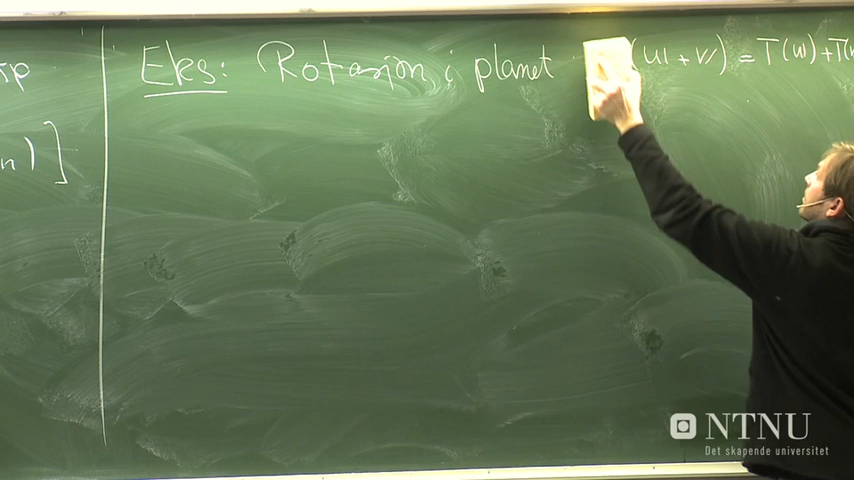 Eks: Rotasjon i planet (u + v) = T(u) + T(
n)]
NTNU
Det skapende universitet